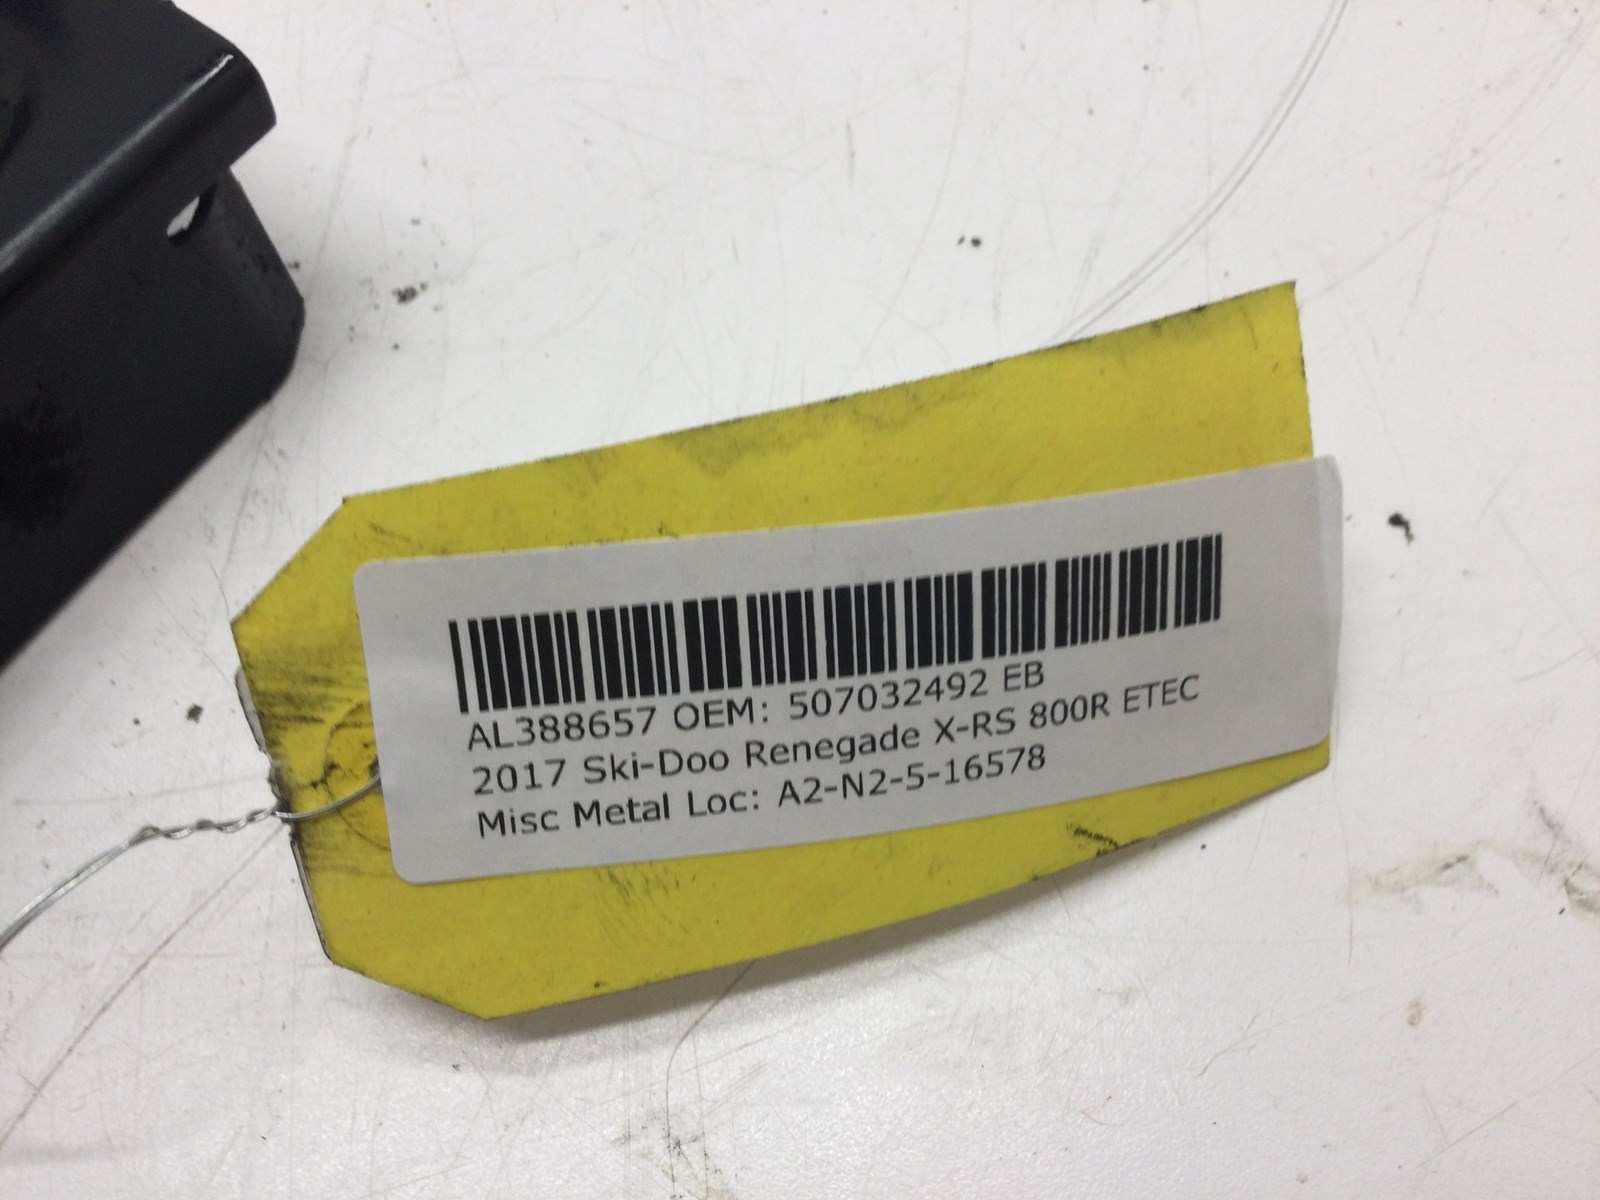 AL388657 OEM: 507032492 EB
2017 Ski-Doo Renegade X-RS 800R ETEC
Misc Metal Loc: A2-N2-5-16578